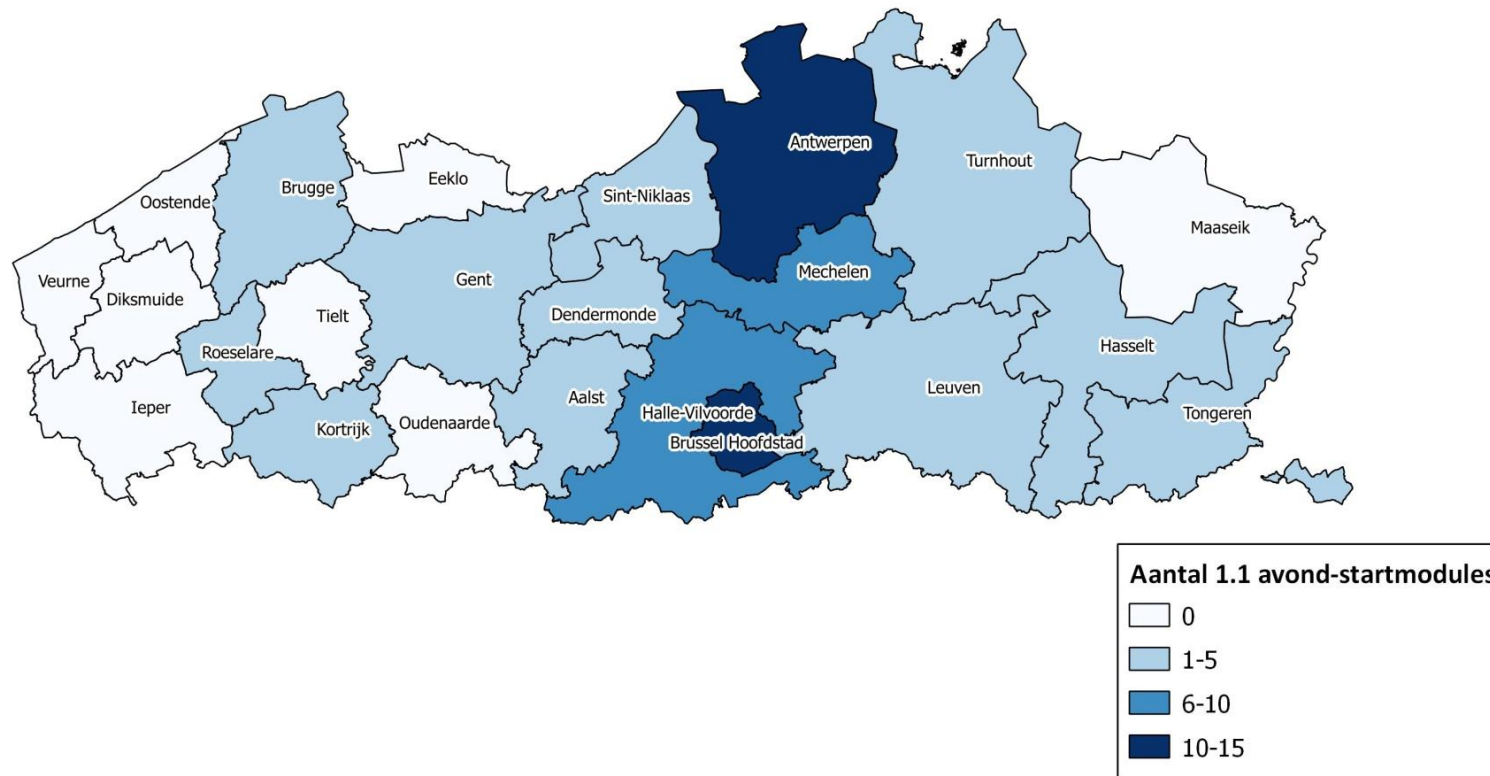 Antwerpen
Turnhout
Eeklo
Brugge
Sint-Niklaas
Oostende
Maaseik
Mechelen
Gent
Veurne
Diksmuide
Tielt
Dendermonde
Roeselare
Hasselt
Leuven
Aalst
Ieper
Halle-Vilvoorde
Tongeren
Oudenaarde
Kortrijk
Brussel Hoofdstad
Aantal 1.1 avond-startmodules
0
1-5
6-10
10-15